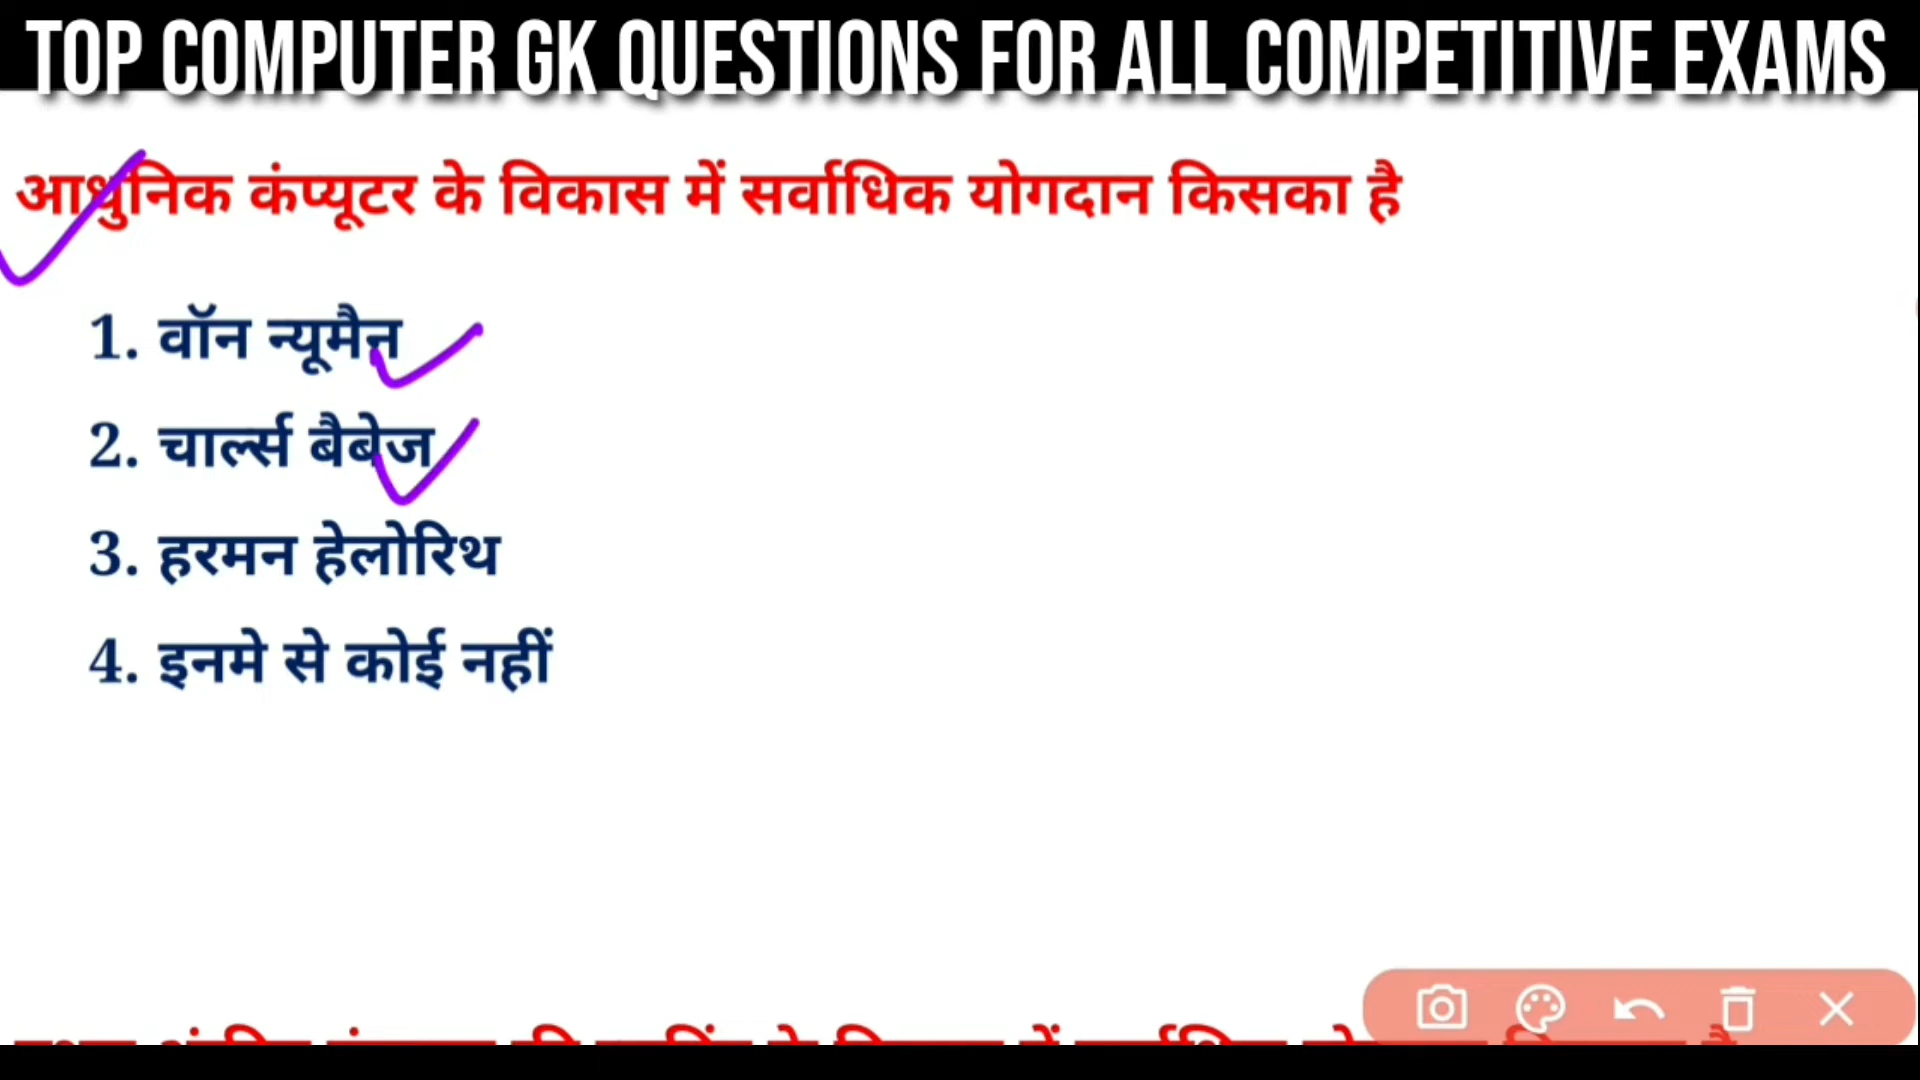 TOP COMPUTER GK QUESTIONS FOR ALL COMPETITIVE EXAMS
आधुनिक कंप्यूटर के विकास में सर्वाधिक योगदान किसका है
1. वॉन न्यूमैन
2. चार्ल्स बैबेज
3. हरमन हेलोरिथ
4. इनमे से कोई नहीं